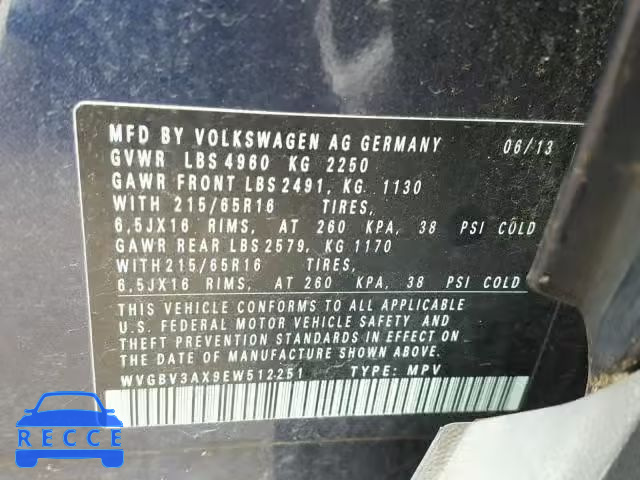 MFD BY VOLKSWAGEN AG GERMANY 06/13
GVWR LBS 4960 KG 2250
GAWR FRONT LBS 2491, KG. 1130
WITH 215/65R16 TIRES,
6,5JX16 RIMS, AT 260 KPA, 38 PSI COLD
GAWR REAR LBS 2579, KG 1170
WITH 215/65R16 TIRES,
6,5JX16 RIMS, AT 260 KPA, 38 PSI COLD
THIS VEHICLE CONFORMS TO ALL APPLICABLE
U.S. FEDERAL MOTOR VEHICLE SAFETY AND
THEFT PREVENTION STANDARDS IN EFFECT
ON THE DATE OF MANUFACTURE SHOWN ABOVE.
WVGBV3AX9EW512251 TYPE: MPV
RECCE